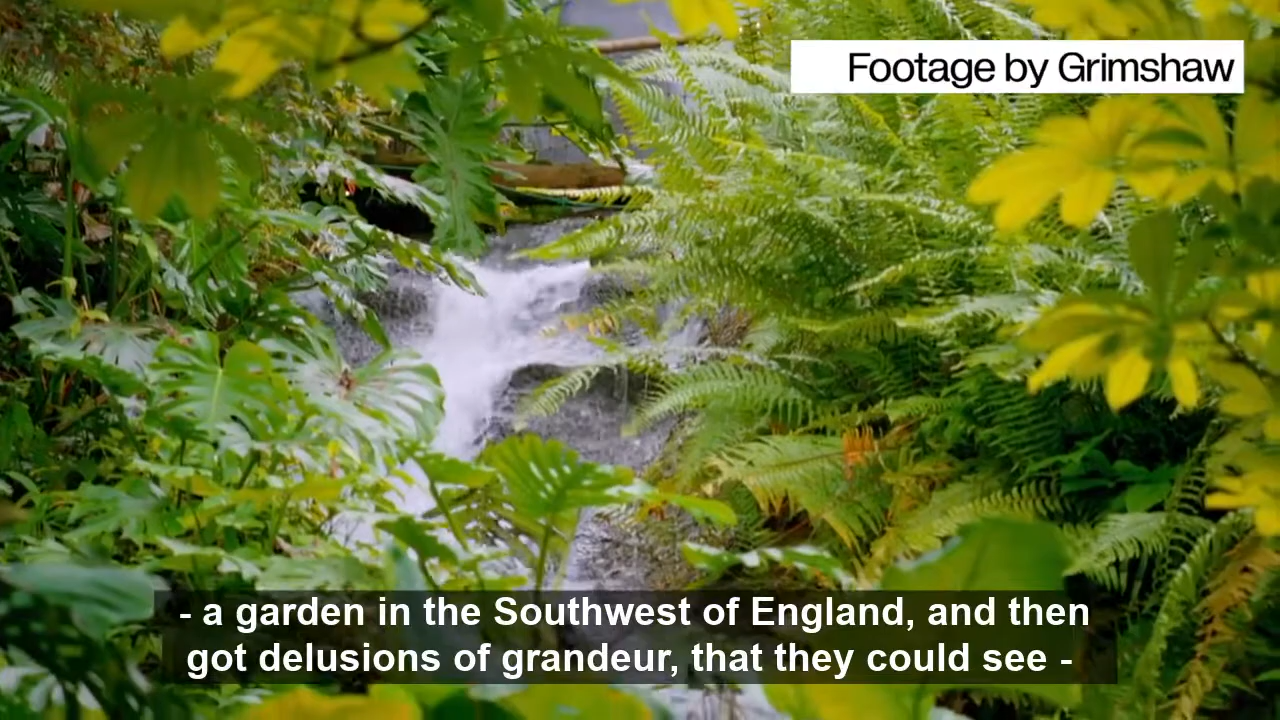 Footage by Grimshaw
- a garden in the Southwest of England, and then
got delusions of grandeur, that they could see -